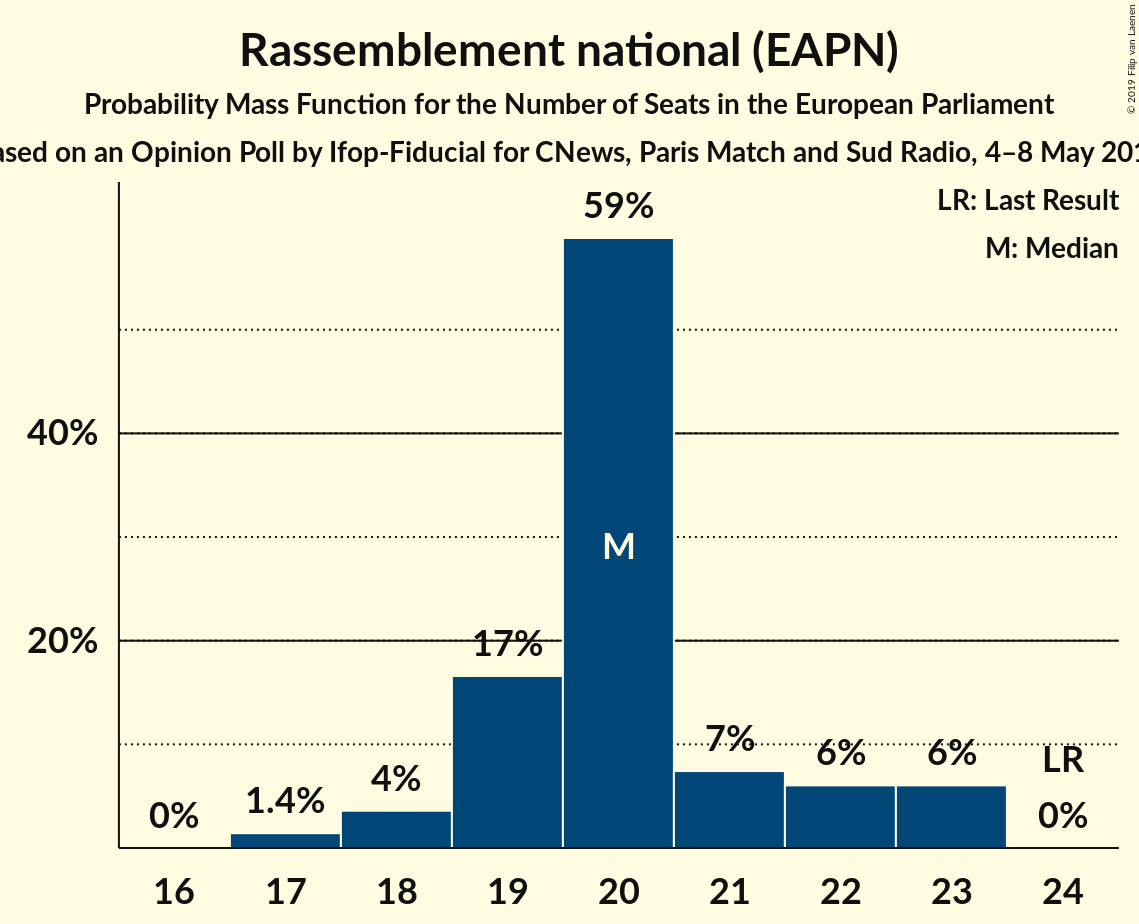 Rassemblement national (EAPN)
Probability Mass Function for the Number of Seats in the European Parliament
on an Opinion Poll by Ifop-Fiducial for CNews, Paris Match and Sud Radio, 4–8 May
© 2019 Filip van Laenen
LR: Last Result
M: Median
59%
40%
M
20%
17%
7%
6%
6%
LR
4%
1.4%
0%
0%
16 17 18 19 20 21 22 23 24